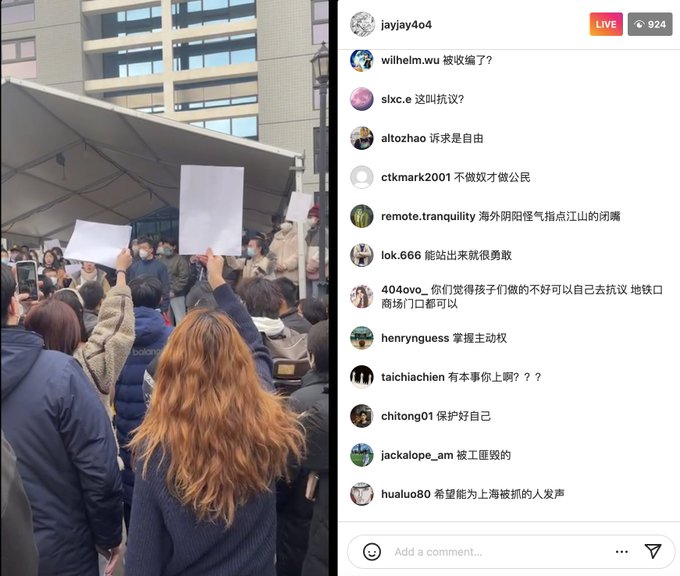 jayjay4o4
LIVE
924
wilhelm.wu 被收编了?
slxc.e 这叫抗议?
altozhao 诉求是自由
ctkmark2001 不做奴才做公民
remote.tranquility 海外阴阳怪气指点江山的闭嘴
lok.666 能站出来就很勇敢
404ovo_ 你们觉得孩子们做的不好可以自己去抗议 地铁口
商场门口都可以
henrynguess 掌握主动权
taichiachien 有本事你上啊？？？
chitong01 保护好自己
jackalope_am 被工匪毁的
hualuo80 希望能为上海被抓的人发声
Add a comment...